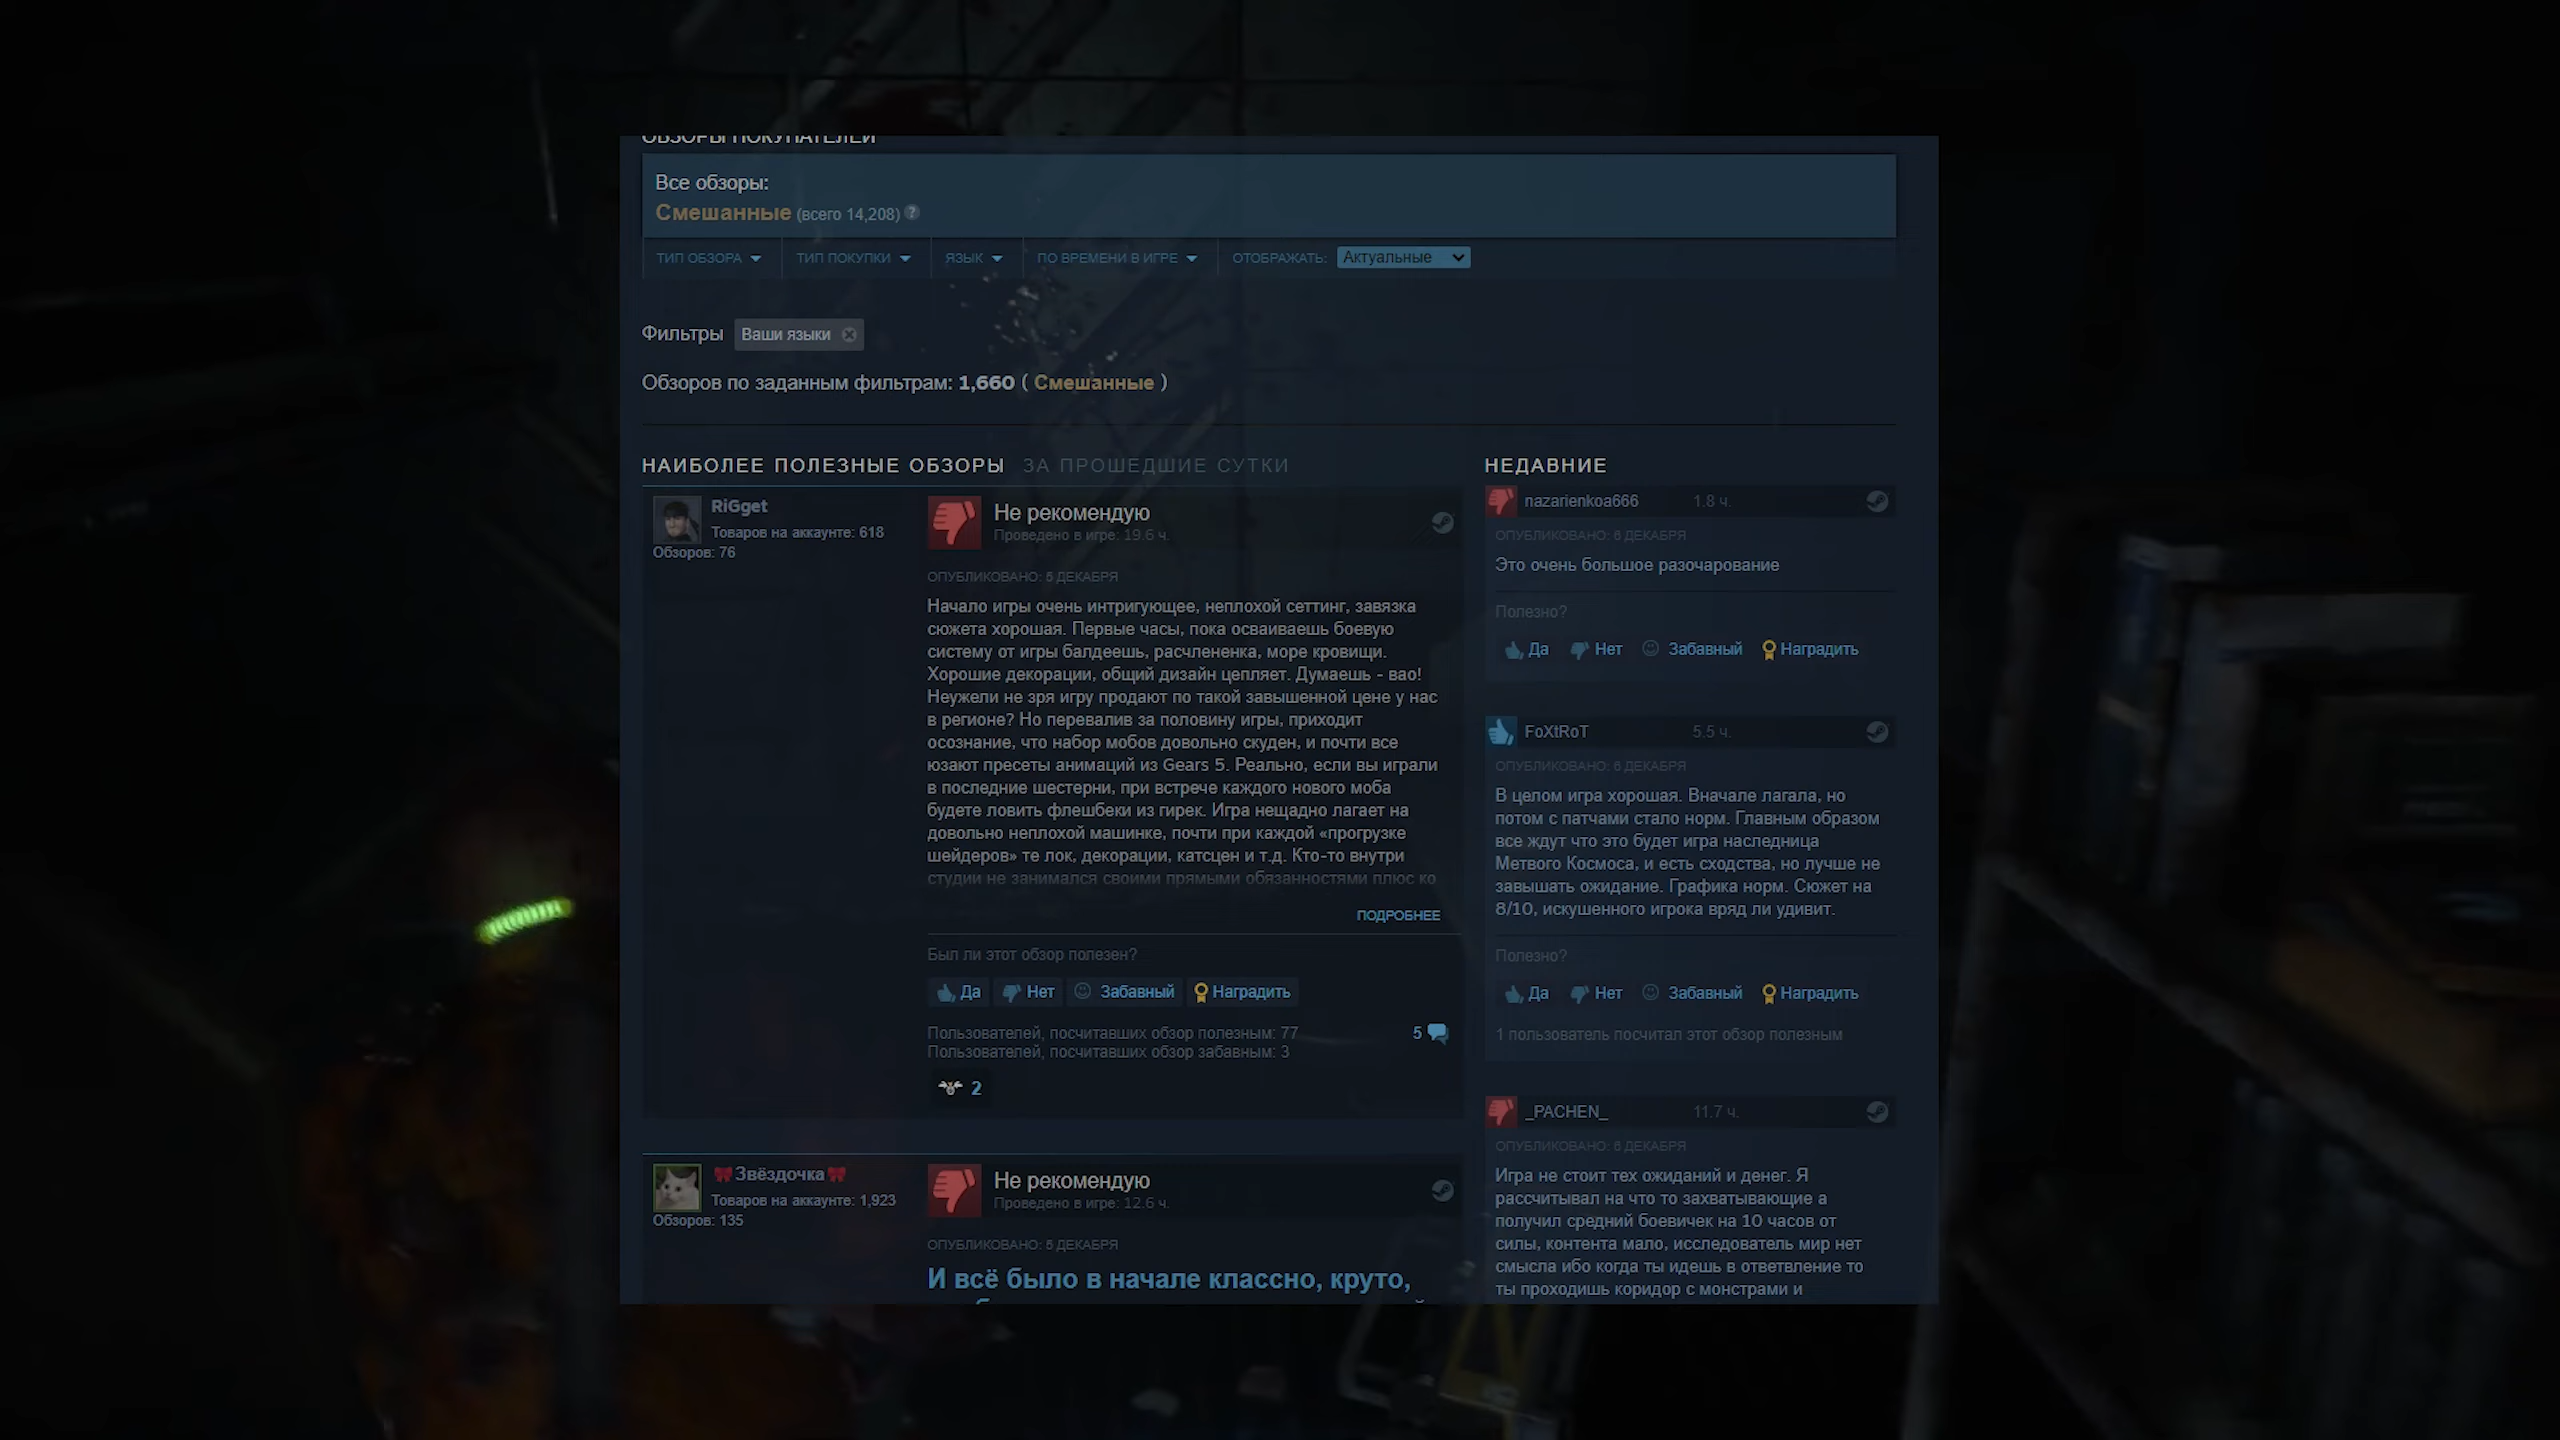 ОБЗОРЫ ПОКУПАТЕЛЕЙ
Все обзоры:
Смешанные (всего 14,208) ?
ТИП ОБЗОРА ТИП ПОКУПКИ ЯЗЫК ПО ВРЕМЕНИ В ИГРЕ ОТОБРАЖАТЬ: Актуальные
Фильтры Ваши языки
Обзоров по заданным фильтрам: 1,660 ( Смешанные )
НАИБОЛЕЕ ПОЛЕЗНЫЕ ОБЗОРЫ ЗА ПРОШЕДШИЕ СУТКИ
RiGget
Товаров на аккаунте: 618
Обзоров: 76
Не рекомендую
Проведено в игре: 19.6 ч.
ОПУБЛИКОВАНО: 5 ДЕКАБРЯ
Начало игры очень интригующее, неплохой сеттинг, завязка
сюжета хорошая. Первые часы, пока осваиваешь боевую
систему от игры балдеешь, расчлененка, море кровищи.
Хорошие декорации, общий дизайн цепляет. Думаешь - вао!
Неужели не зря игру продают по такой завышенной цене у нас
в регионе? Но перевалив за половину игры, приходит
осознание, что набор мобов довольно скуден, и почти все
юзают пресеты анимаций из Gears 5. Реально, если вы играли
в последние шестерни, при встрече каждого нового моба
будете ловить флешбеки из гирек. Игра нещадно лагает на
довольно неплохой машинке, почти при каждой «прогрузке
шейдеров» те лок, декорации, катсцен и т.д. Кто-то внутри
студии не занимался своими прямыми обязанностями плюс ко
ПОДРОБНЕЕ
Был ли этот обзор полезен?
Да Нет Забавный Наградить
Пользователей, посчитавших обзор полезным: 77
Пользователей, посчитавших обзор забавным: 3
5
2
Звёздочка
Товаров на аккаунте: 1,923
Обзоров: 135
Не рекомендую
Проведено в игре: 12.6 ч.
ОПУБЛИКОВАНО: 5 ДЕКАБРЯ
И всё было в начале классно, круто,
НЕДАВНИЕ
nazarienkoa666 1.8 ч.
ОПУБЛИКОВАНО: 6 ДЕКАБРЯ
Это очень большое разочарование
Полезно?
Да Нет Забавный Наградить
FoXtRoT 5.5 ч.
ОПУБЛИКОВАНО: 6 ДЕКАБРЯ
В целом игра хорошая. Вначале лагала, но
потом с патчами стало норм. Главным образом
все ждут что это будет игра наследница
Метвого Космоса, и есть сходства, но лучше не
завышать ожидание. Графика норм. Сюжет на
8/10, искушенного игрока вряд ли удивит.
Полезно?
Да Нет Забавный Наградить
1 пользователь посчитал этот обзор полезным
_PACHEN_ 11.7 ч.
ОПУБЛИКОВАНО: 6 ДЕКАБРЯ
Игра не стоит тех ожиданий и денег. Я
рассчитывал на что то захватывающие а
получил средний боевичек на 10 часов от
силы, контента мало, исследователь мир нет
смысла ибо когда ты идешь в ответвление то
ты проходишь коридор с монстрами и